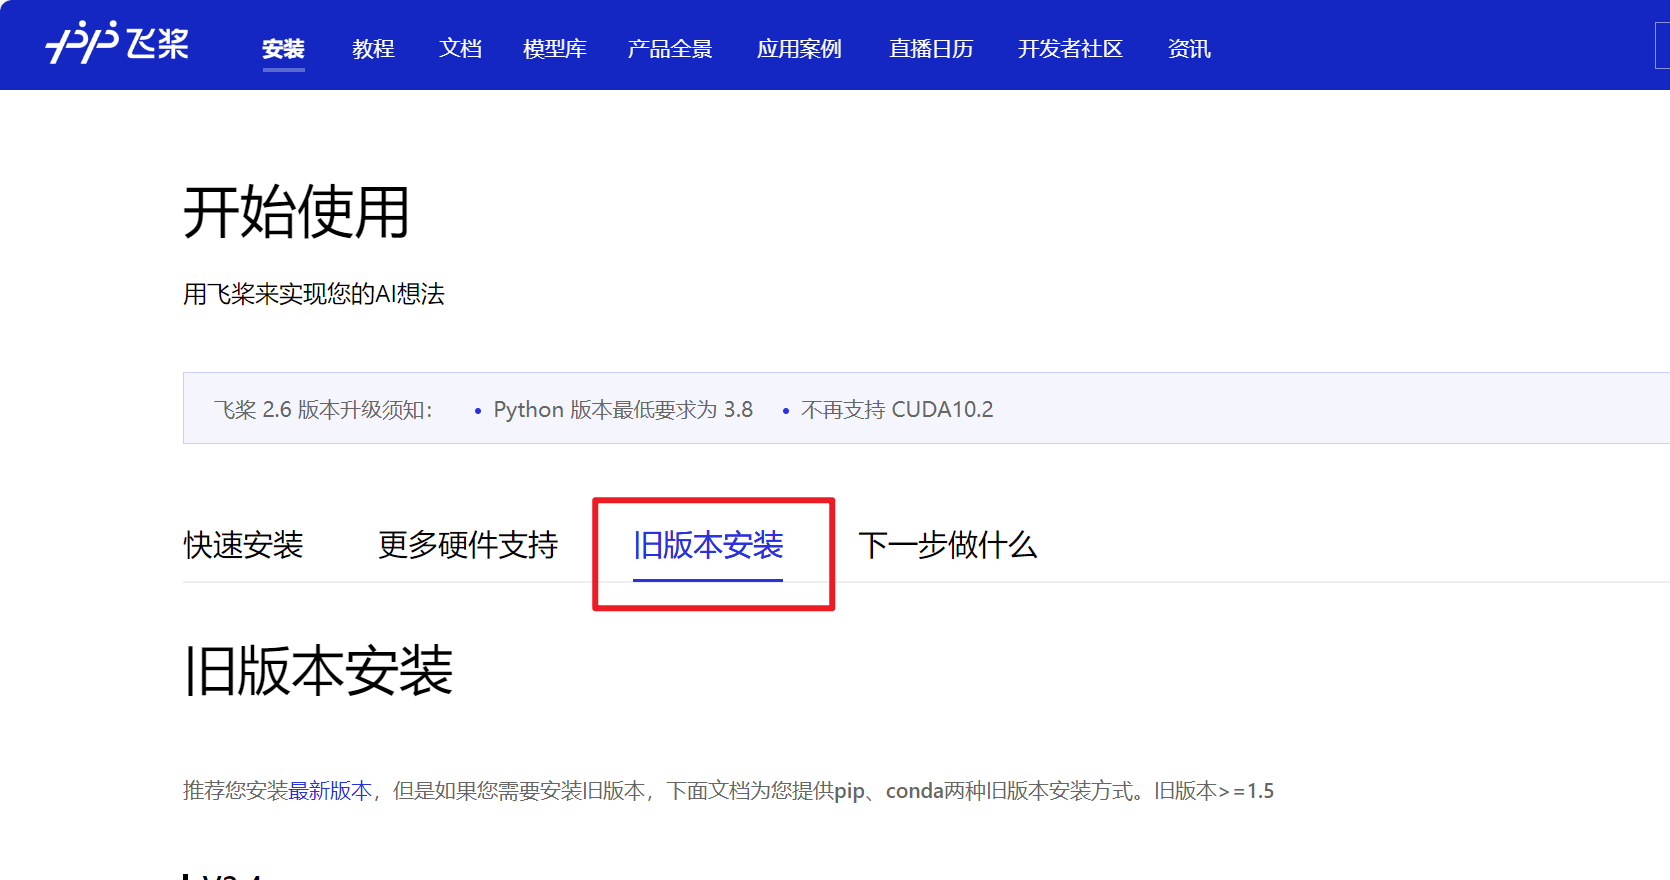 飞桨 安装 教程 文档 模型库 产品全景 应用案例 直播日历 开发者社区 资讯
开始使用
用飞桨来实现您的AI想法
飞桨 2.6 版本升级须知： • Python 版本最低要求为 3.8 • 不再支持 CUDA10.2
快速安装 更多硬件支持 旧版本安装 下一步做什么
旧版本安装
推荐您安装最新版本，但是如果您需要安装旧版本，下面文档为您提供pip、conda两种旧版本安装方式。旧版本>=1.5